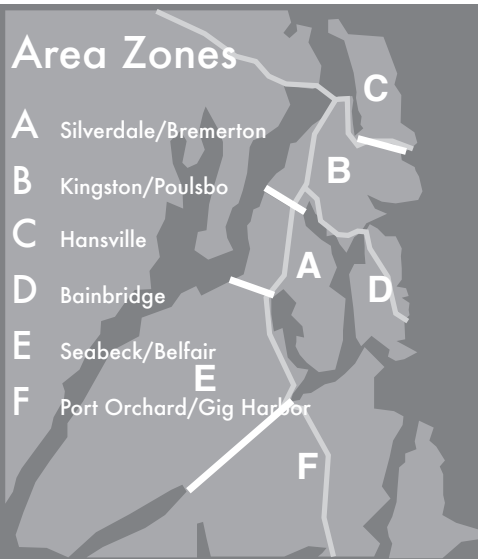 Area Zones
A Silverdale/Bremerton
B Kingston/Poulsbo
C Hansville
D Bainbridge
E Seabeck/Belfair
F Port Orchard/Gig Harbor
C
B
A
D
E
F